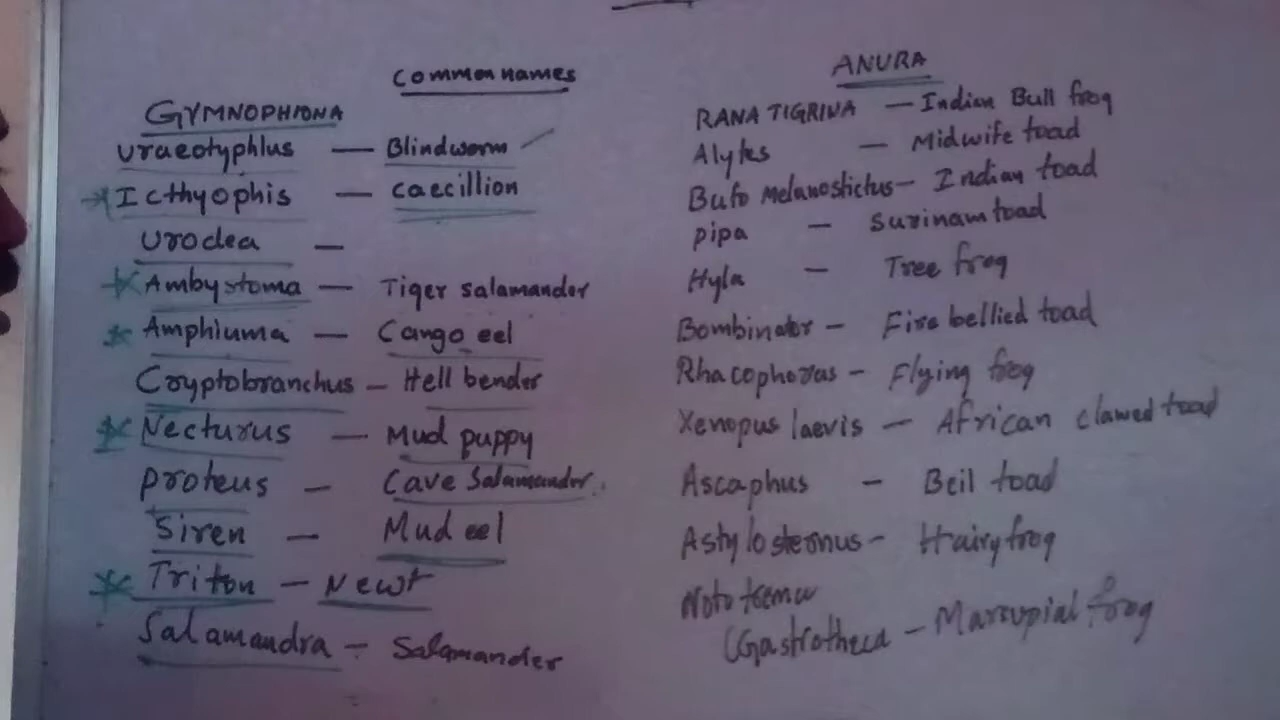 Common names
GYMNOPHIONA
Uraeotyphlus — Blindworm
Icthyophis — Caecillion
Urodea —
Ambystoma — Tiger salamander
Amphiuma — Cango eel
Cryptobranchus — Hell bender
Necturus — Mud puppy
Proteus — Cave Salamander
Siren — Mud eel
Triton — Newt
Salamandra — Salamander
ANURA
RANA TIGRINA — Indian Bull frog
Alytes — Midwife toad
Bufo melanostictus — Indian toad
pipa — Surinam toad
Hyla — Tree frog
Bombinator — Fire bellied toad
Rhacophorus — Flying frog
Xenopus laevis — African clawed toad
Ascaphus — Beil toad
Astylosternus — Hairy frog
(Gastrotheca — Marsupial frog